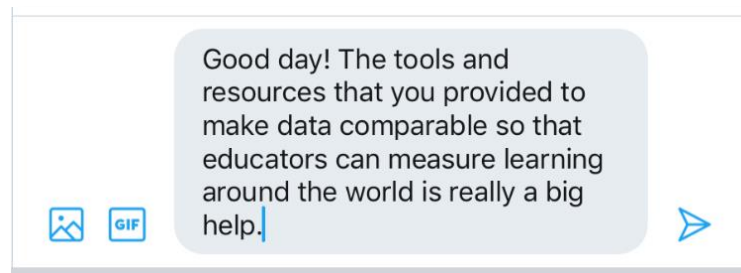 Good day! The tools and
resources that you provided to
make data comparable so that
educators can measure learning
around the world is really a big
help.
GIF